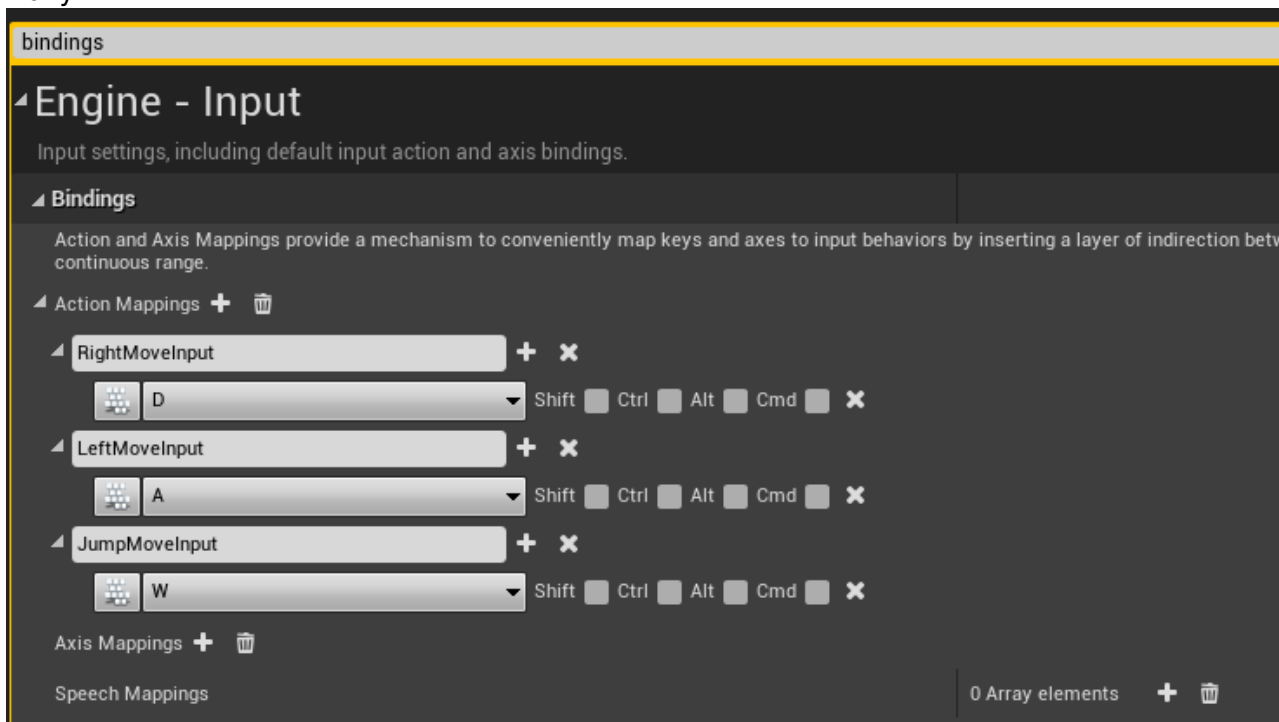 bindings
Engine - Input
Input settings, including default input action and axis bindings.
Bindings
Action and Axis Mappings provide a mechanism to conveniently map keys and axes to input behaviors by inserting a layer of indirection
continuous range.
Action Mappings
RightMoveInput
D Shift Ctrl Alt Cmd
LeftMoveInput
A Shift Ctrl Alt Cmd
JumpMoveInput
W Shift Ctrl Alt Cmd
Axis Mappings
Speech Mappings 0 Array elements